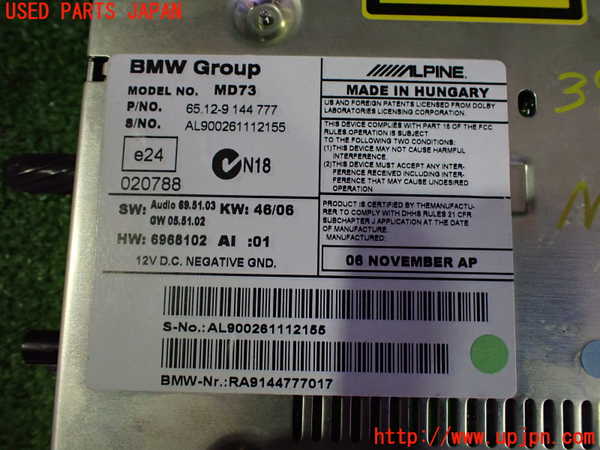 USED PARTS JAPAN
BMW Group
MODEL NO. MD73
P/NO. 65.12-9 144 777
S/NO. AL900261112155
e24
020788
N18
SW: Audio 69.51.03 KW: 46/06
GW 05.51.02
HW: 6968102 AI :01
12V D.C. NEGATIVE GND.
ALPINE
MADE IN HUNGARY
US AND FOREIGN PATENTS LICENSED FROM DOLBY
LABORATORIES LICENSING CORPORATION.
THIS DEVICE COMPLIES WITH PART 15 OF THE FCC
RULES.OPERATION IS SUBJECT
TO THE FOLLOWING TWO CONDITIONS:
(1)THIS DEVICE MAY NOT CAUSE HARMFUL
INTERFERENCE.
(2)THIS DEVICE MUST ACCEPT ANY INTER-
FERENCE RECEIVED INCLUDING INTER-
FERENCE THAT MAY CAUSE UNDESIRED
OPERATION.
THIS PRODUCT IS CERTIFIED BY THEMANUFACTU-
RER TO COMPLY WITH DHHS RULES 21 CFR
SUBCHAPTER J APPLICATION AT THE DATE
OF MANUFACTURE.
MANUFACTURED:
06 NOVEMBER AP
S-No.:AL900261112155
BMW-Nr.:RA9144777017
http://www.upjpn.com/